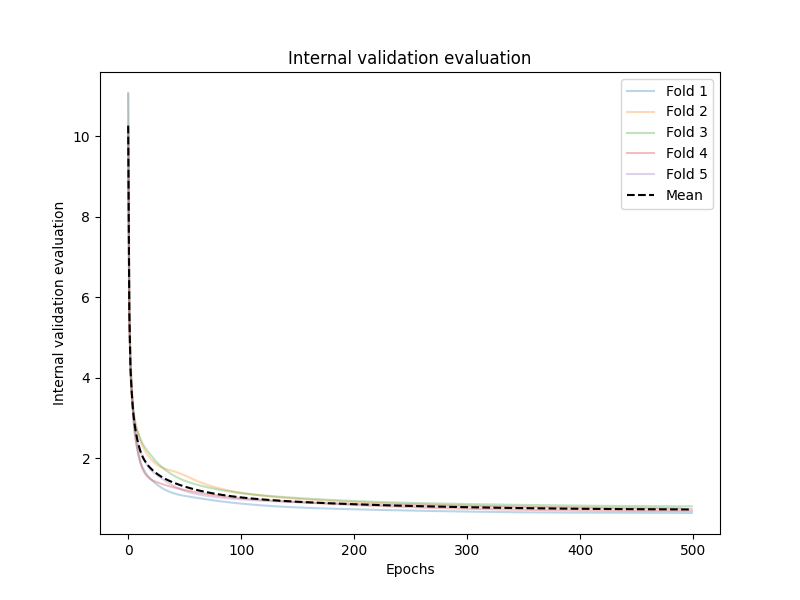 Internal validation evaluation
Fold 1
Fold 2
Fold 3
Fold 4
Fold 5
Mean
Internal validation evaluation
10
8
6
4
2
0 100 200 300 400 500
Epochs